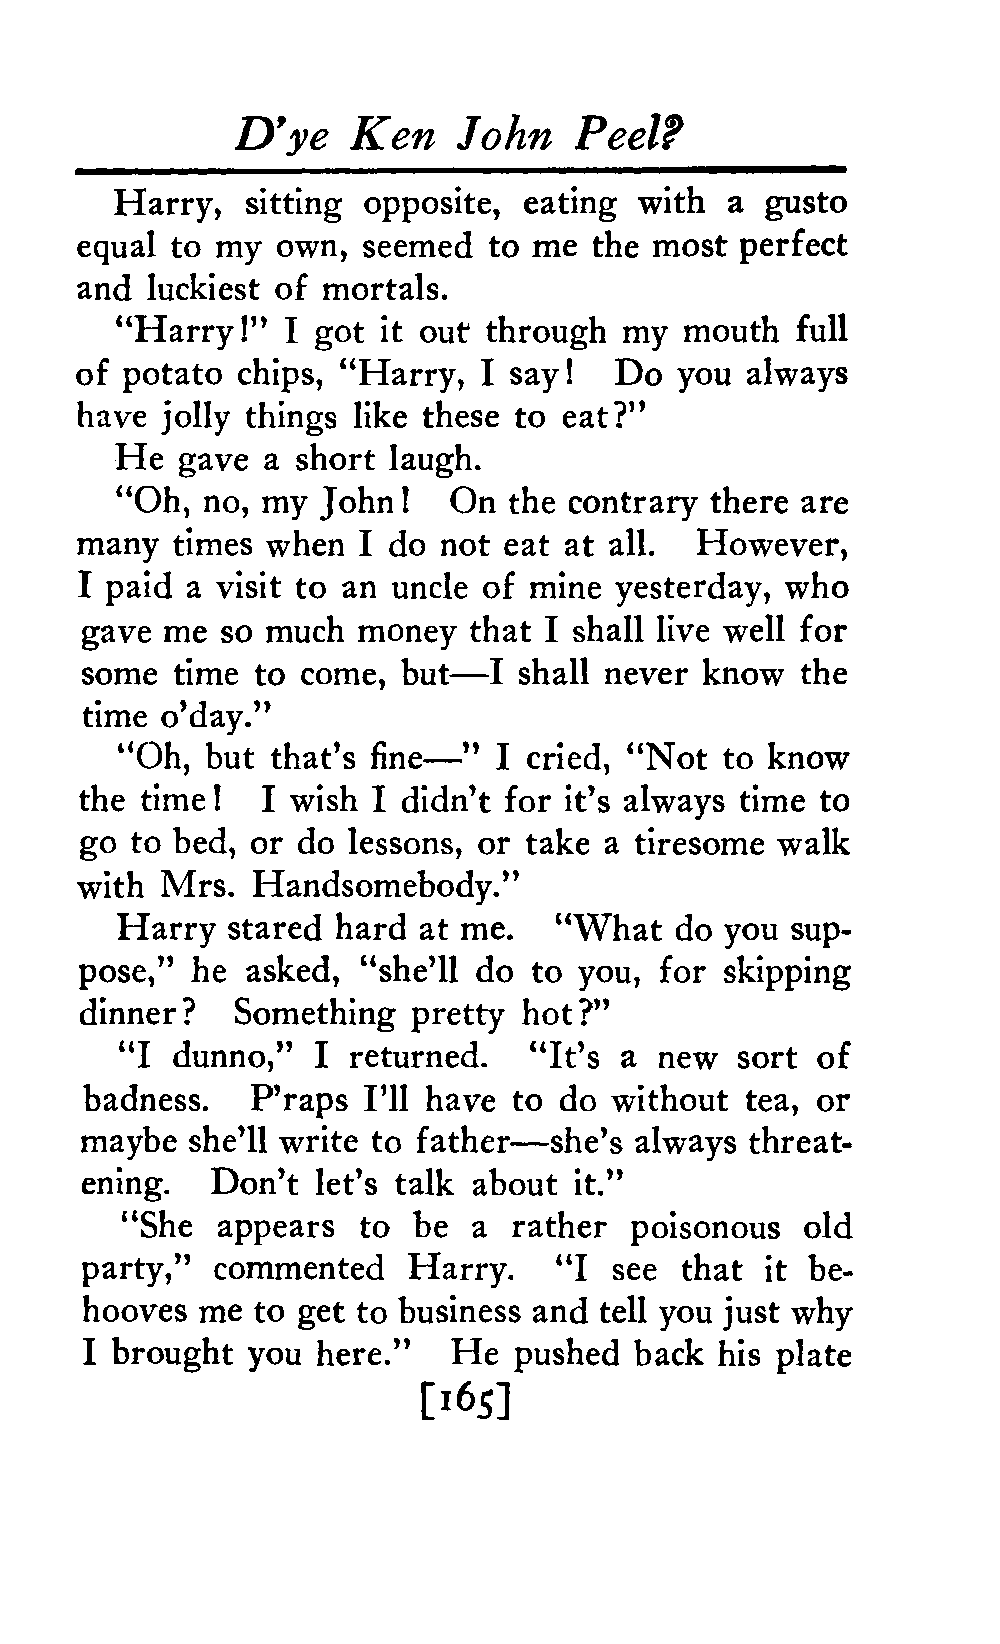 D'ye Ken John Peel?
Harry, sitting opposite, eating with a gusto
equal to my own, seemed to me the most perfect
and luckiest of mortals.
"Harry!" I got it out through my mouth full
of potato chips, "Harry, I say! Do you always
have jolly things like these to eat?"
He gave a short laugh.
"Oh, no, my John! On the contrary there are
many times when I do not eat at all. However,
I paid a visit to an uncle of mine yesterday, who
gave me so much money that I shall live well for
some time to come, but—I shall never know the
time o'day."
"Oh, but that's fine—" I cried, "Not to know
the time! I wish I didn't for it's always time to
go to bed, or do lessons, or take a tiresome walk
with Mrs. Handsomebody."
Harry stared hard at me. "What do you sup-
pose," he asked, "she'll do to you, for skipping
dinner? Something pretty hot?"
"I dunno," I returned. "It's a new sort of
badness. P'raps I'll have to do without tea, or
maybe she'll write to father—she's always threat-
ening. Don't let's talk about it."
"She appears to be a rather poisonous old
party," commented Harry. "I see that it be-
hooves me to get to business and tell you just why
I brought you here." He pushed back his plate
[165]